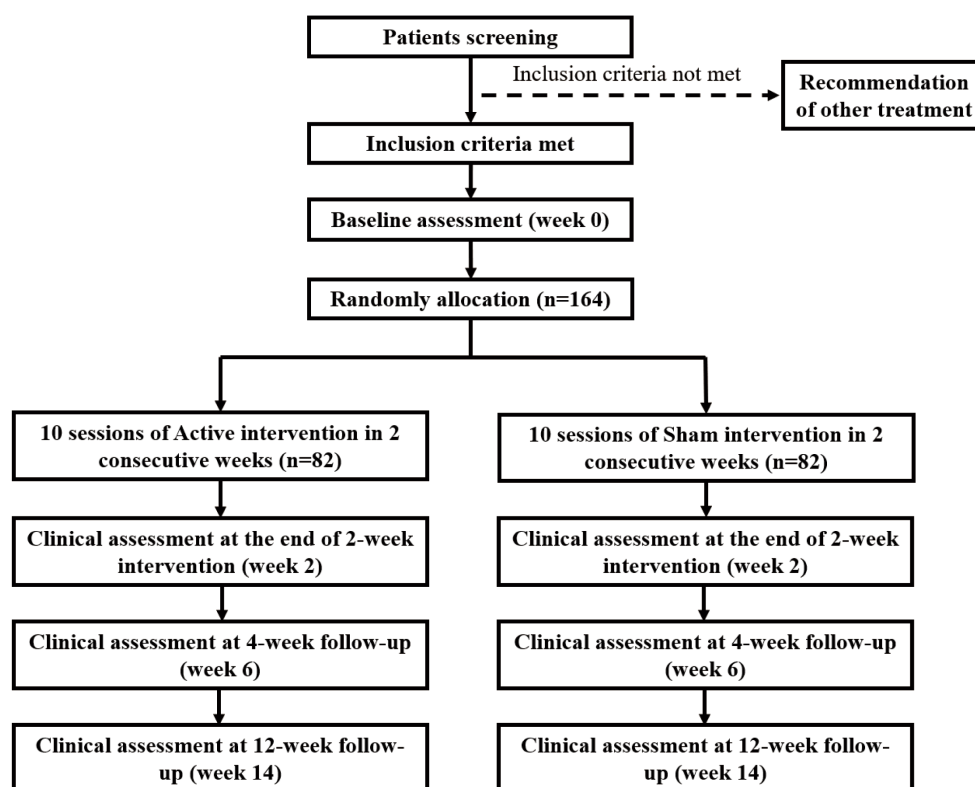 Patients screening
Inclusion criteria not met
Recommendation
of other treatment
Inclusion criteria met
Baseline assessment (week 0)
Randomly allocation (n=164)
10 sessions of Active intervention in 2
consecutive weeks (n=82)
10 sessions of Sham intervention in 2
consecutive weeks (n=82)
Clinical assessment at the end of 2-week
intervention (week 2)
Clinical assessment at the end of 2-week
intervention (week 2)
Clinical assessment at 4-week follow-up
(week 6)
Clinical assessment at 4-week follow-up
(week 6)
Clinical assessment at 12-week follow-
up (week 14)
Clinical assessment at 12-week follow-
up (week 14)